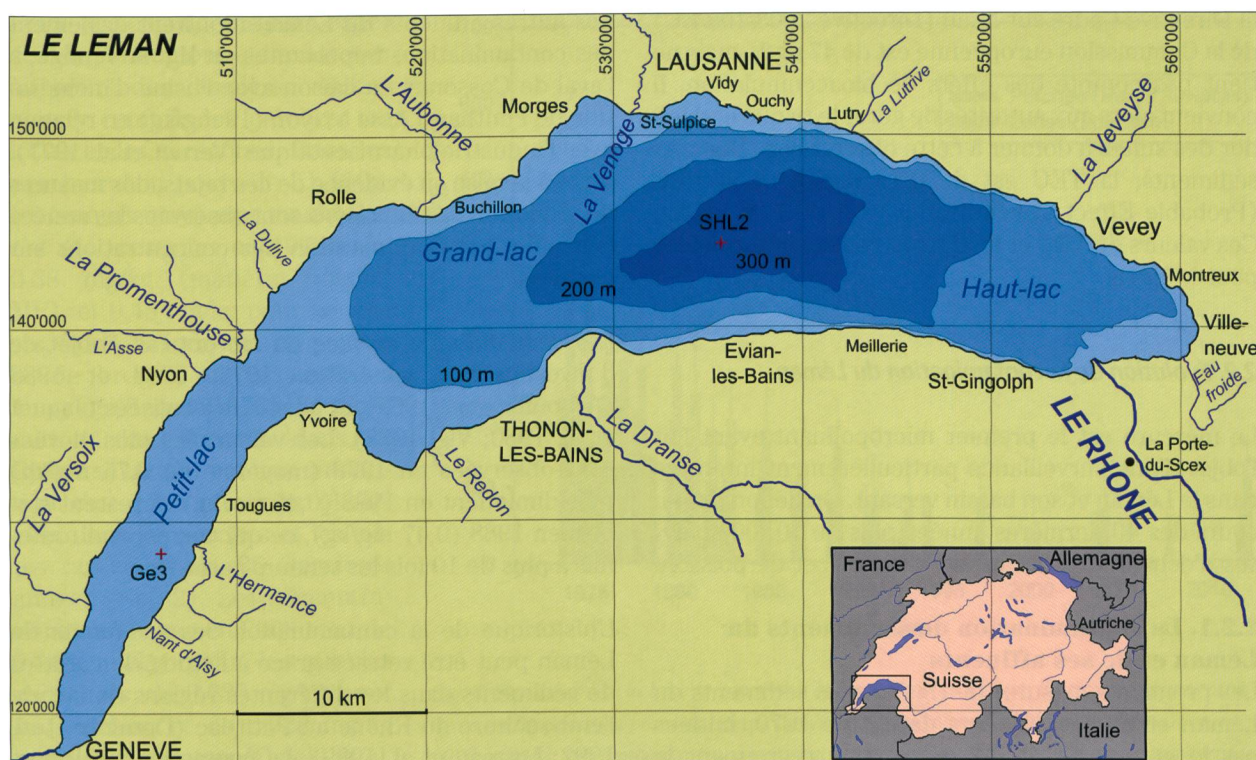 LE LEMAN
510'000
520'000
530'000
540'000
550'000
560'000
150'000
140'000
120'000
LAUSANNE
Vidy
Ouchy
Morges
St-Sulpice
Lutry
La Lutrive
La Veveyse
L'Aubonne
La Venoge
Rolle
Buchillon
La Dulive
La Promenthouse
Grand-lac
SHL2
300 m
200 m
100 m
Haut-lac
Vevey
Montreux
Ville-
neuve
Eau
froide
L'Asse
Nyon
Evian-
les-Bains
Meillerie
St-Gingolph
LE RHONE
La Porte-
du-Scex
Yvoire
THONON-
LES-BAINS
La Dranse
Le Redon
La Versoix
Petit-lac
Tougues
Ge3
L'Hermance
Nant d'Aisy
10 km
GENEVE
France
Allemagne
Autriche
Suisse
Italie